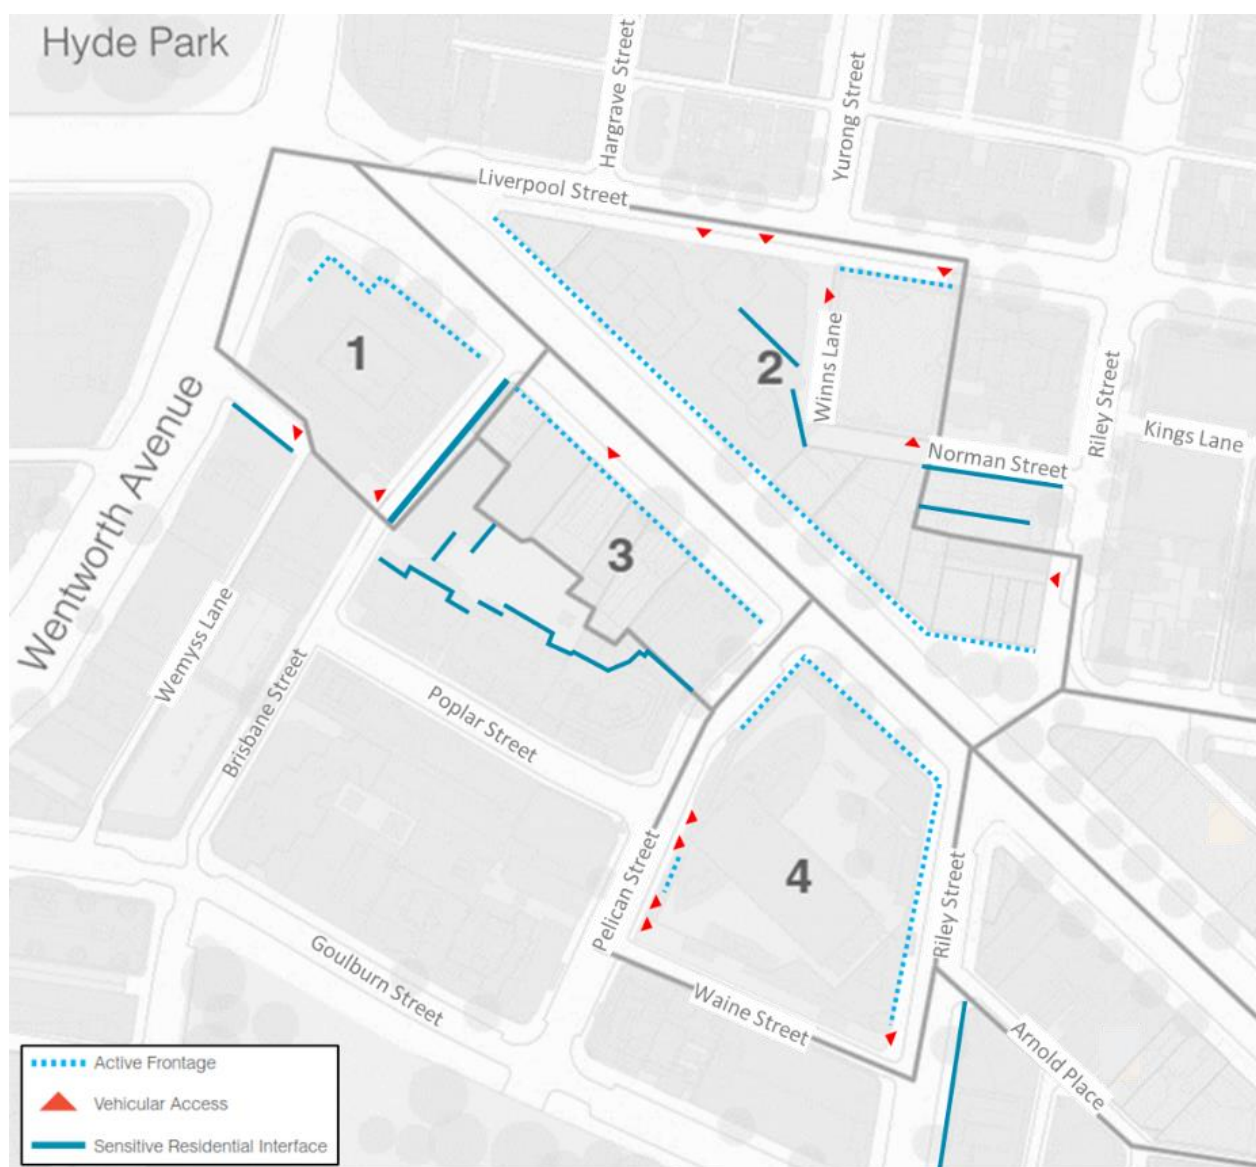 Hyde Park
Hargrave Street
Yurong Street
Liverpool Street
1
2
Winns Lane
Riley Street
Kings Lane
Norman Street
Wentworth Avenue
3
Wemyss Lane
Brisbane Street
Poplar Street
4
Pelican Street
Riley Street
Goulburn Street
Waine Street
Arnold Place
Active Frontage
Vehicular Access
Sensitive Residential Interface